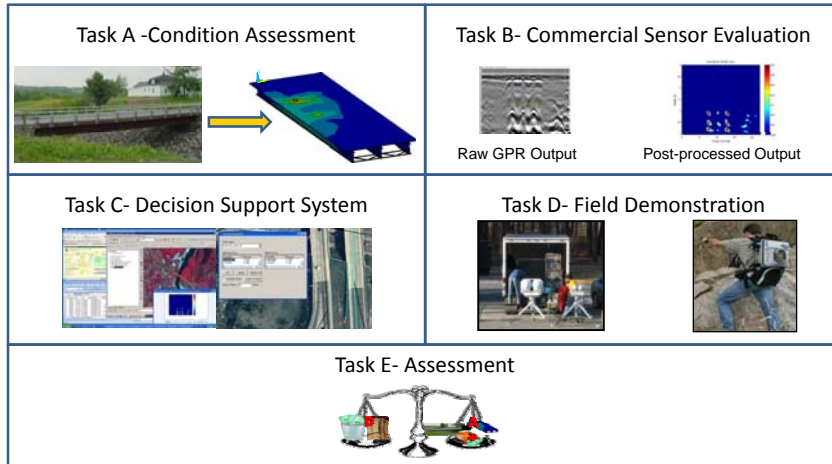 Task A -Condition Assessment
Task B- Commercial Sensor Evaluation
Raw GPR Output
Post-processed Output
Task C- Decision Support System
Task D- Field Demonstration
Task E- Assessment